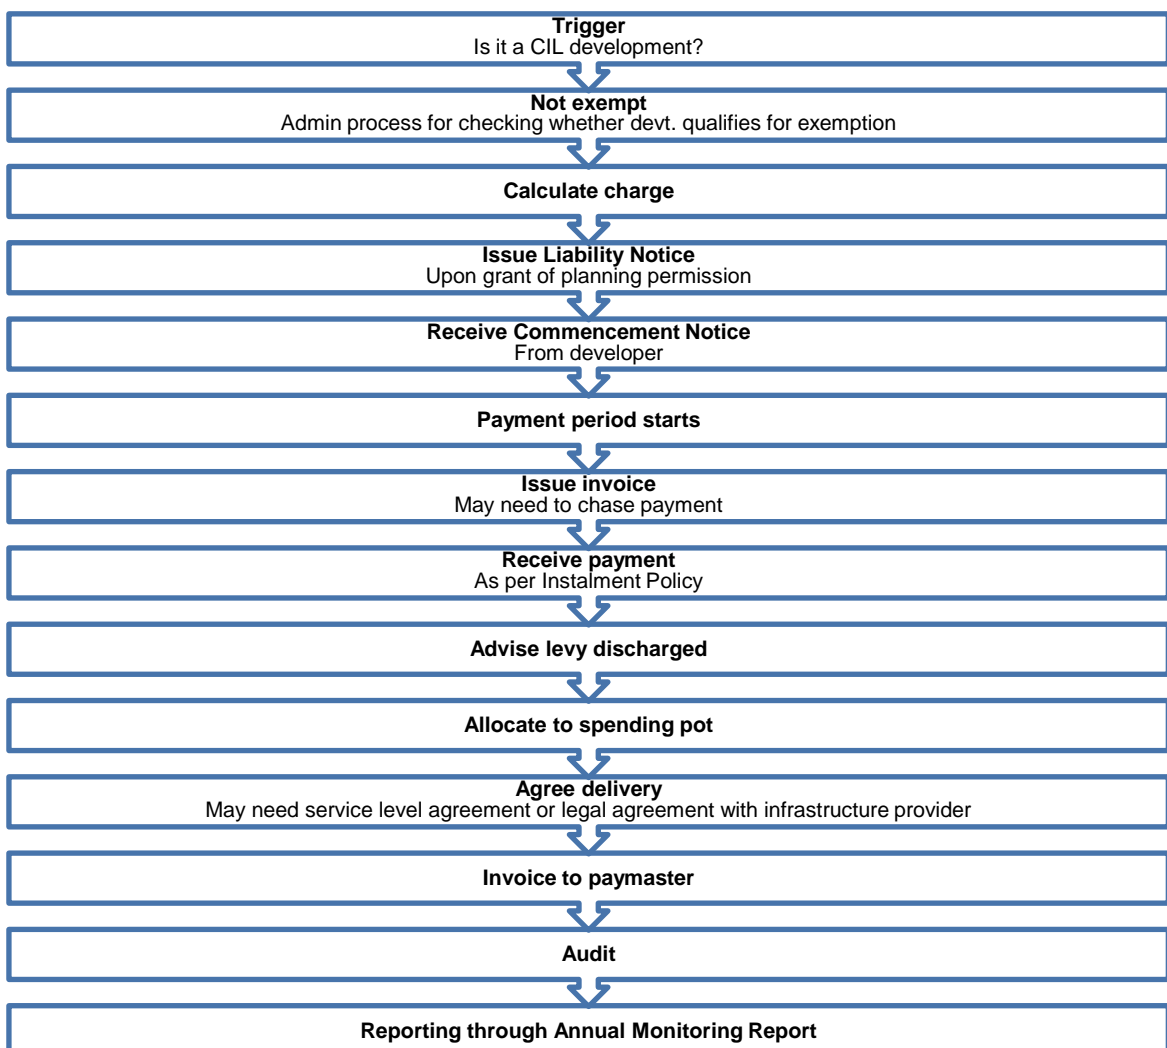 Trigger
Is it a CIL development?
Not exempt
Admin process for checking whether devt. qualifies for exemption
Calculate charge
Issue Liability Notice
Upon grant of planning permission
Receive Commencement Notice
From developer
Payment period starts
Issue invoice
May need to chase payment
Receive payment
As per Instalment Policy
Advise levy discharged
Allocate to spending pot
Agree delivery
May need service level agreement or legal agreement with infrastructure provider
Invoice to paymaster
Audit
Reporting through Annual Monitoring Report